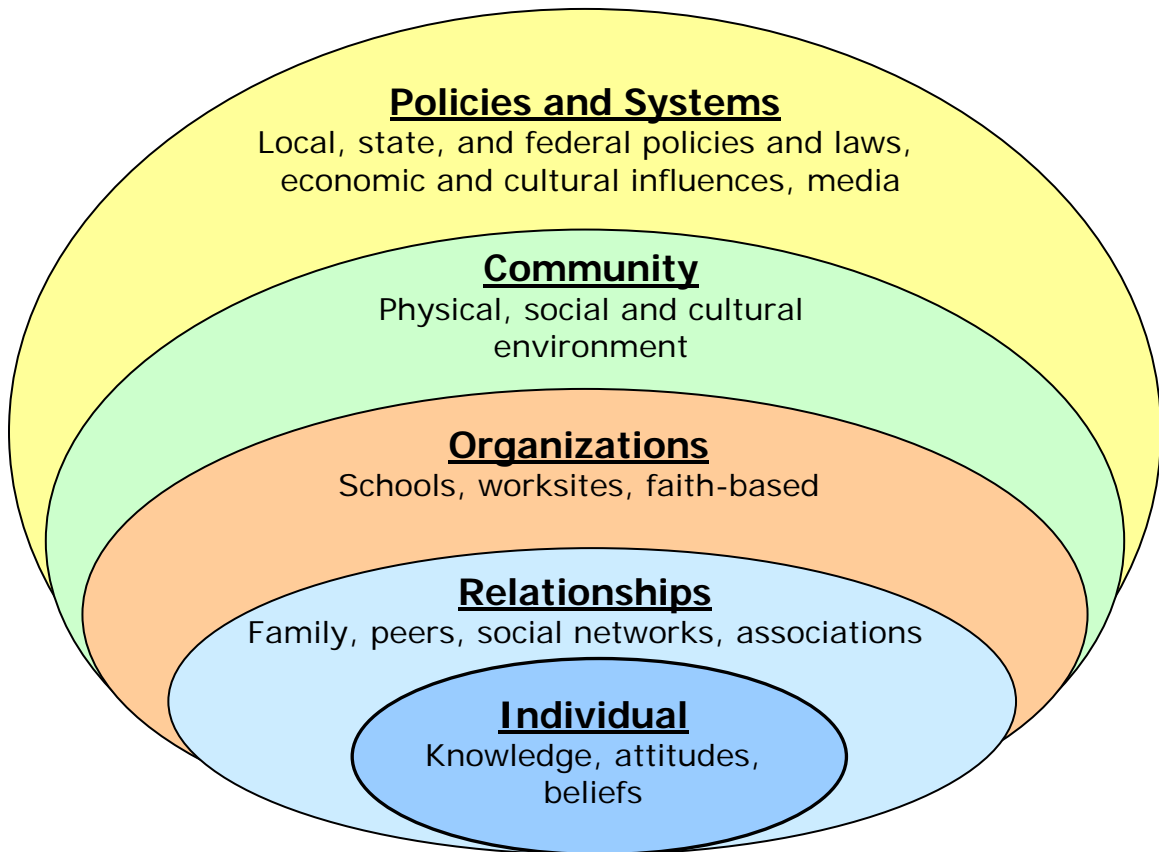 Policies and Systems
Local, state, and federal policies and laws,
economic and cultural influences, media
Community
Physical, social and cultural
environment
Organizations
Schools, worksites, faith-based
Relationships
Family, peers, social networks, associations
Individual
Knowledge, attitudes,
beliefs